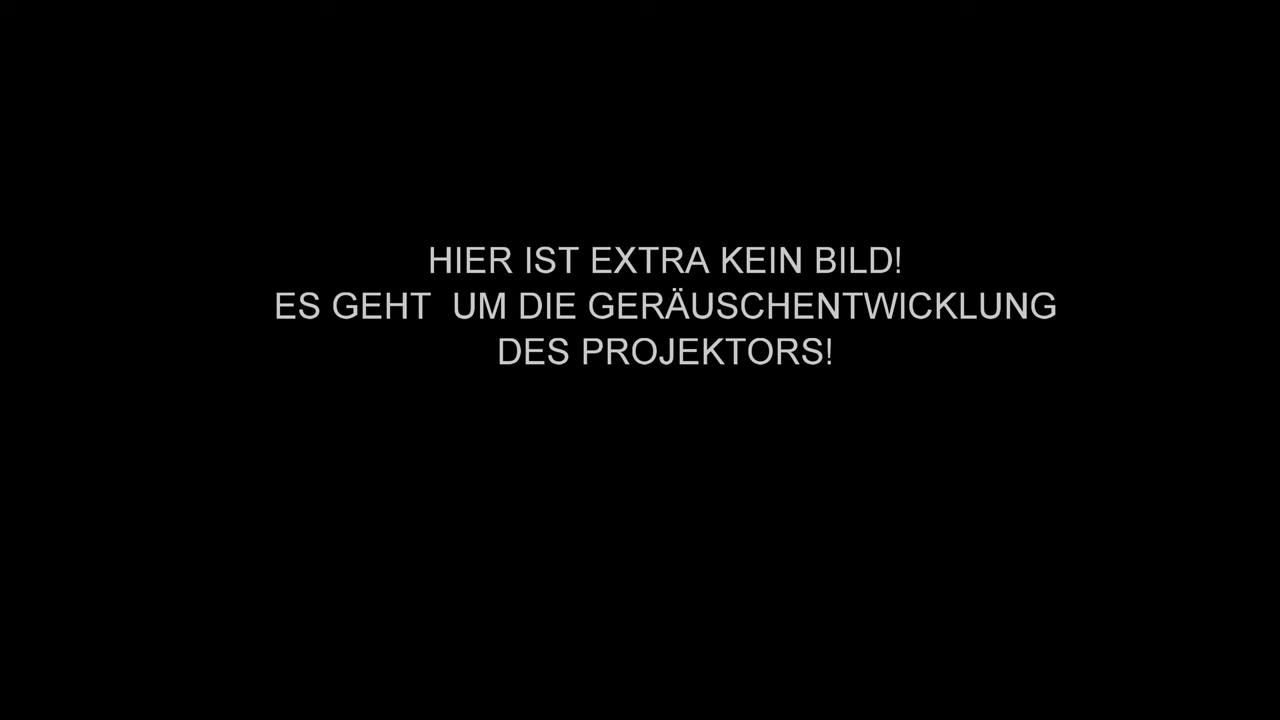 HIER IST EXTRA KEIN BILD!
ES GEHT  UM DIE GERÄUSCHENTWICKLUNG
DES PROJEKTORS!